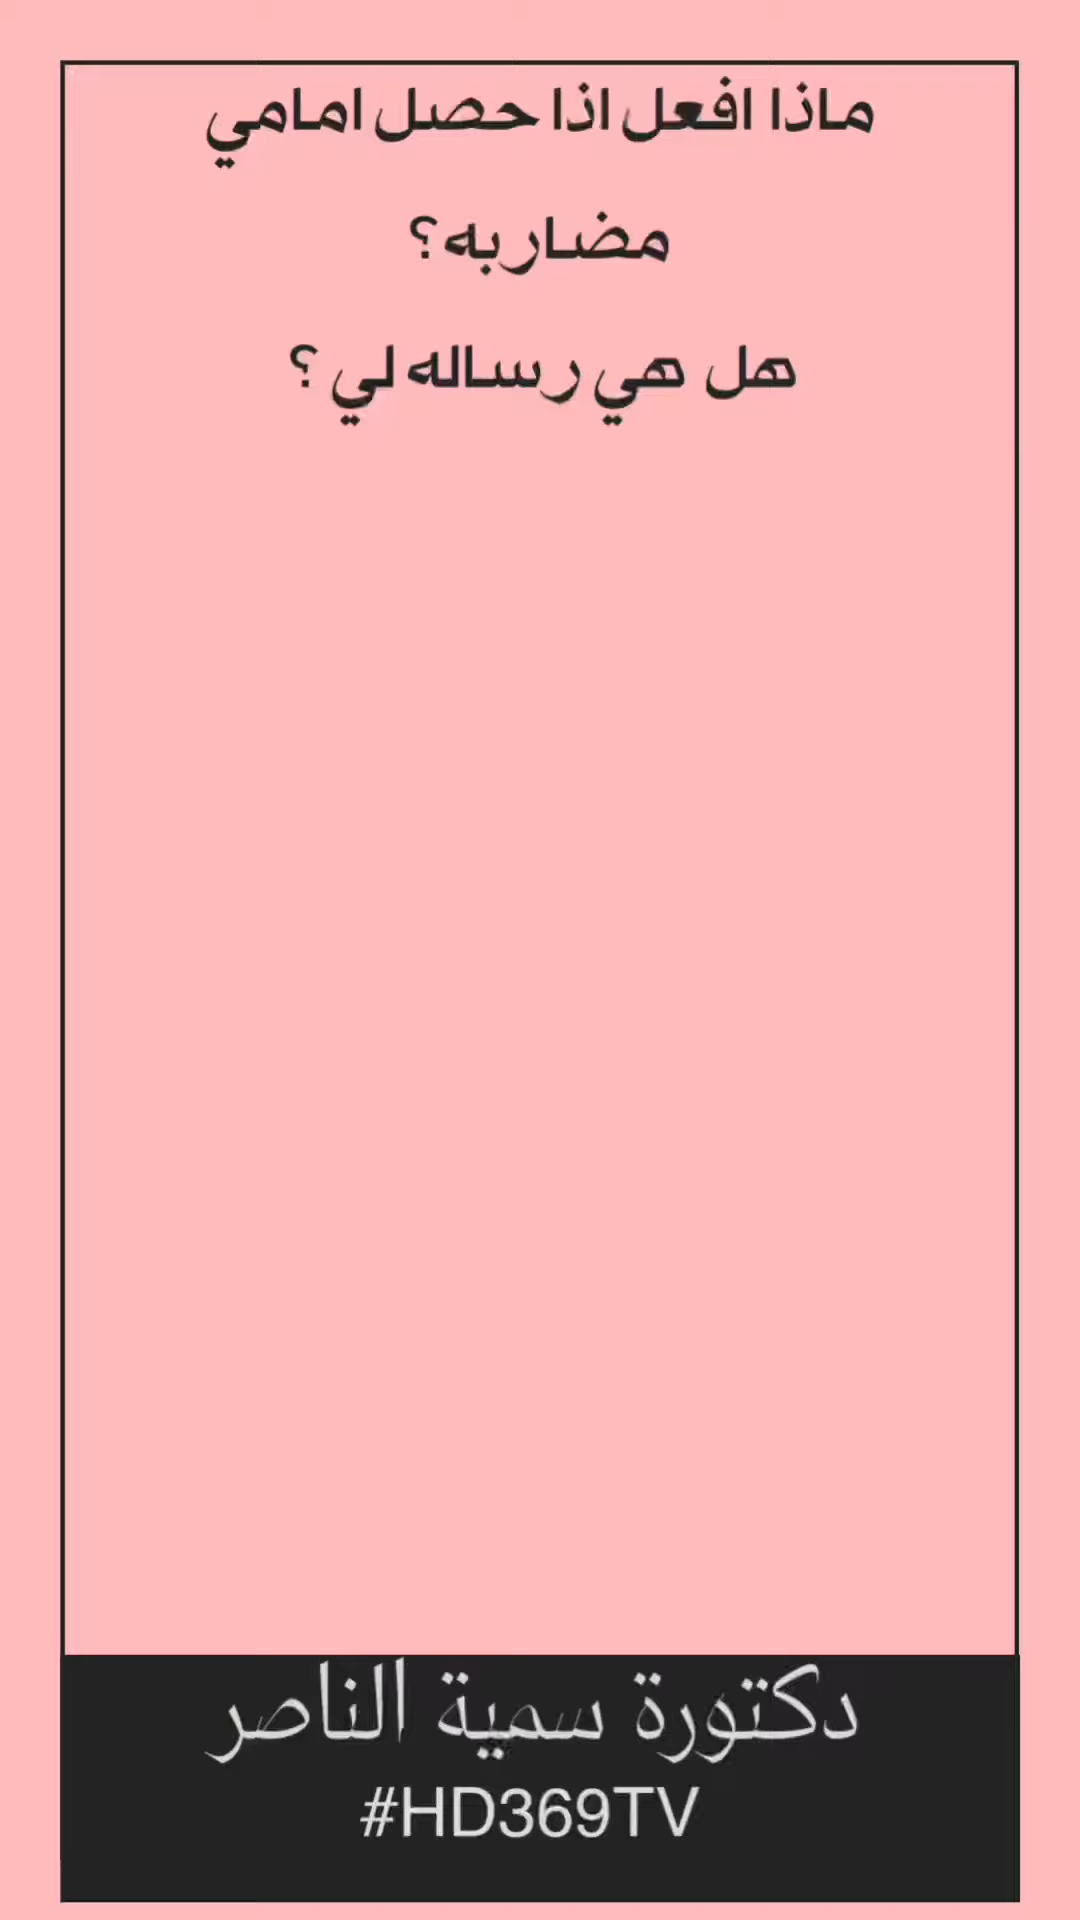 ماذا افعل اذا حصل امامي
مضاربه؟
هل هي رساله لي ؟
دكتورة سمية الناصر
#HD369TV